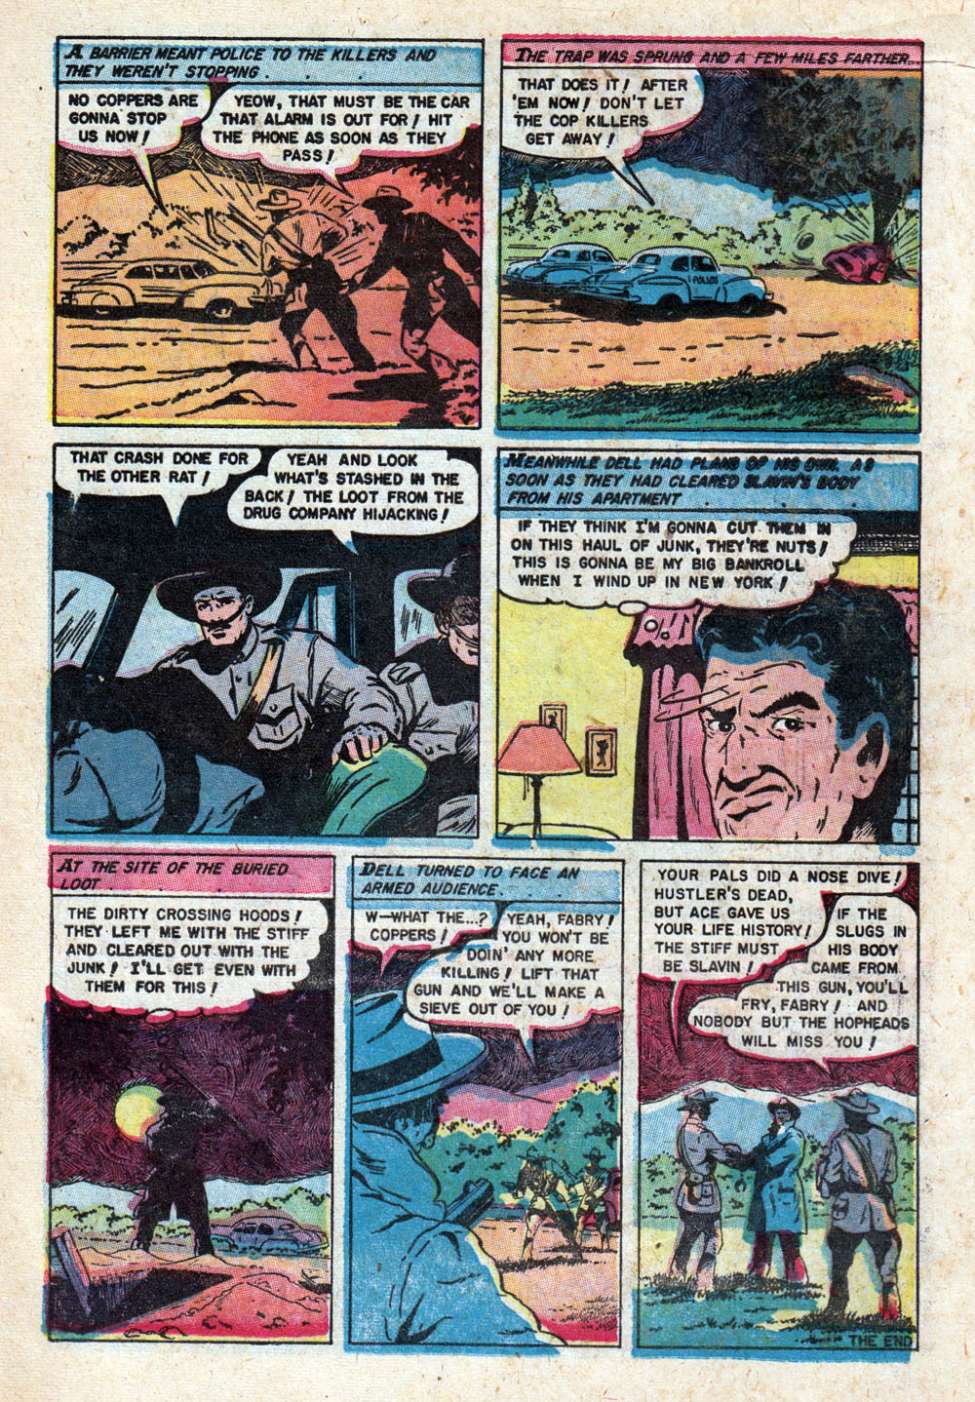 A BARRIER MEANT POLICE TO THE KILLERS AND
THEY WEREN'T STOPPING.
NO COPPERS ARE
GONNA STOP
US NOW!
YEOW, THAT MUST BE THE CAR
THAT ALARM IS OUT FOR! HIT
THE PHONE AS SOON AS THEY
PASS!
THE TRAP WAS SPRUNG AND A FEW MILES FARTHER...
THAT DOES IT! AFTER
'EM NOW! DON'T LET
THE COP KILLERS
GET AWAY!
POLICE
THAT CRASH DONE FOR
THE OTHER RAT!
YEAH AND LOOK
WHAT'S STASHED IN THE
BACK! THE LOOT FROM THE
DRUG COMPANY HIJACKING!
MEANWHILE DELL HAD PLANS OF HIS OWN. AS
SOON AS THEY HAD CLEARED SLAVIN'S BODY
FROM HIS APARTMENT
IF THEY THINK I'M GONNA CUT THEM IN
ON THIS HAUL OF JUNK, THEY'RE NUTS!
THIS IS GONNA BE MY BIG BANKROLL
WHEN I WIND UP IN NEW YORK!
AT THE SITE OF THE BURIED
LOOT...
THE DIRTY CROSSING HOODS!
THEY LEFT ME WITH THE STIFF
AND CLEARED OUT WITH THE
JUNK! I'LL GET EVEN WITH
THEM FOR THIS!
DELL TURNED TO FACE AN
ARMED AUDIENCE. . . .
W-WHAT THE...?
COPPERS!
YEAH, FABRY!
YOU WON'T BE
DOIN' ANY MORE
KILLING! LIFT THAT
GUN AND WE'LL MAKE A
SIEVE OUT OF YOU!
YOUR PALS DID A NOSE DIVE!
HUSTLER'S DEAD,
BUT ACE GAVE US
YOUR LIFE HISTORY!
THE STIFF MUST
BE SLAVIN!
IF THE
SLUGS IN
HIS BODY
CAME FROM
THIS GUN, YOU'LL
FRY, FABRY! AND
NOBODY BUT THE HOPHEADS
WILL MISS YOU!
THE END